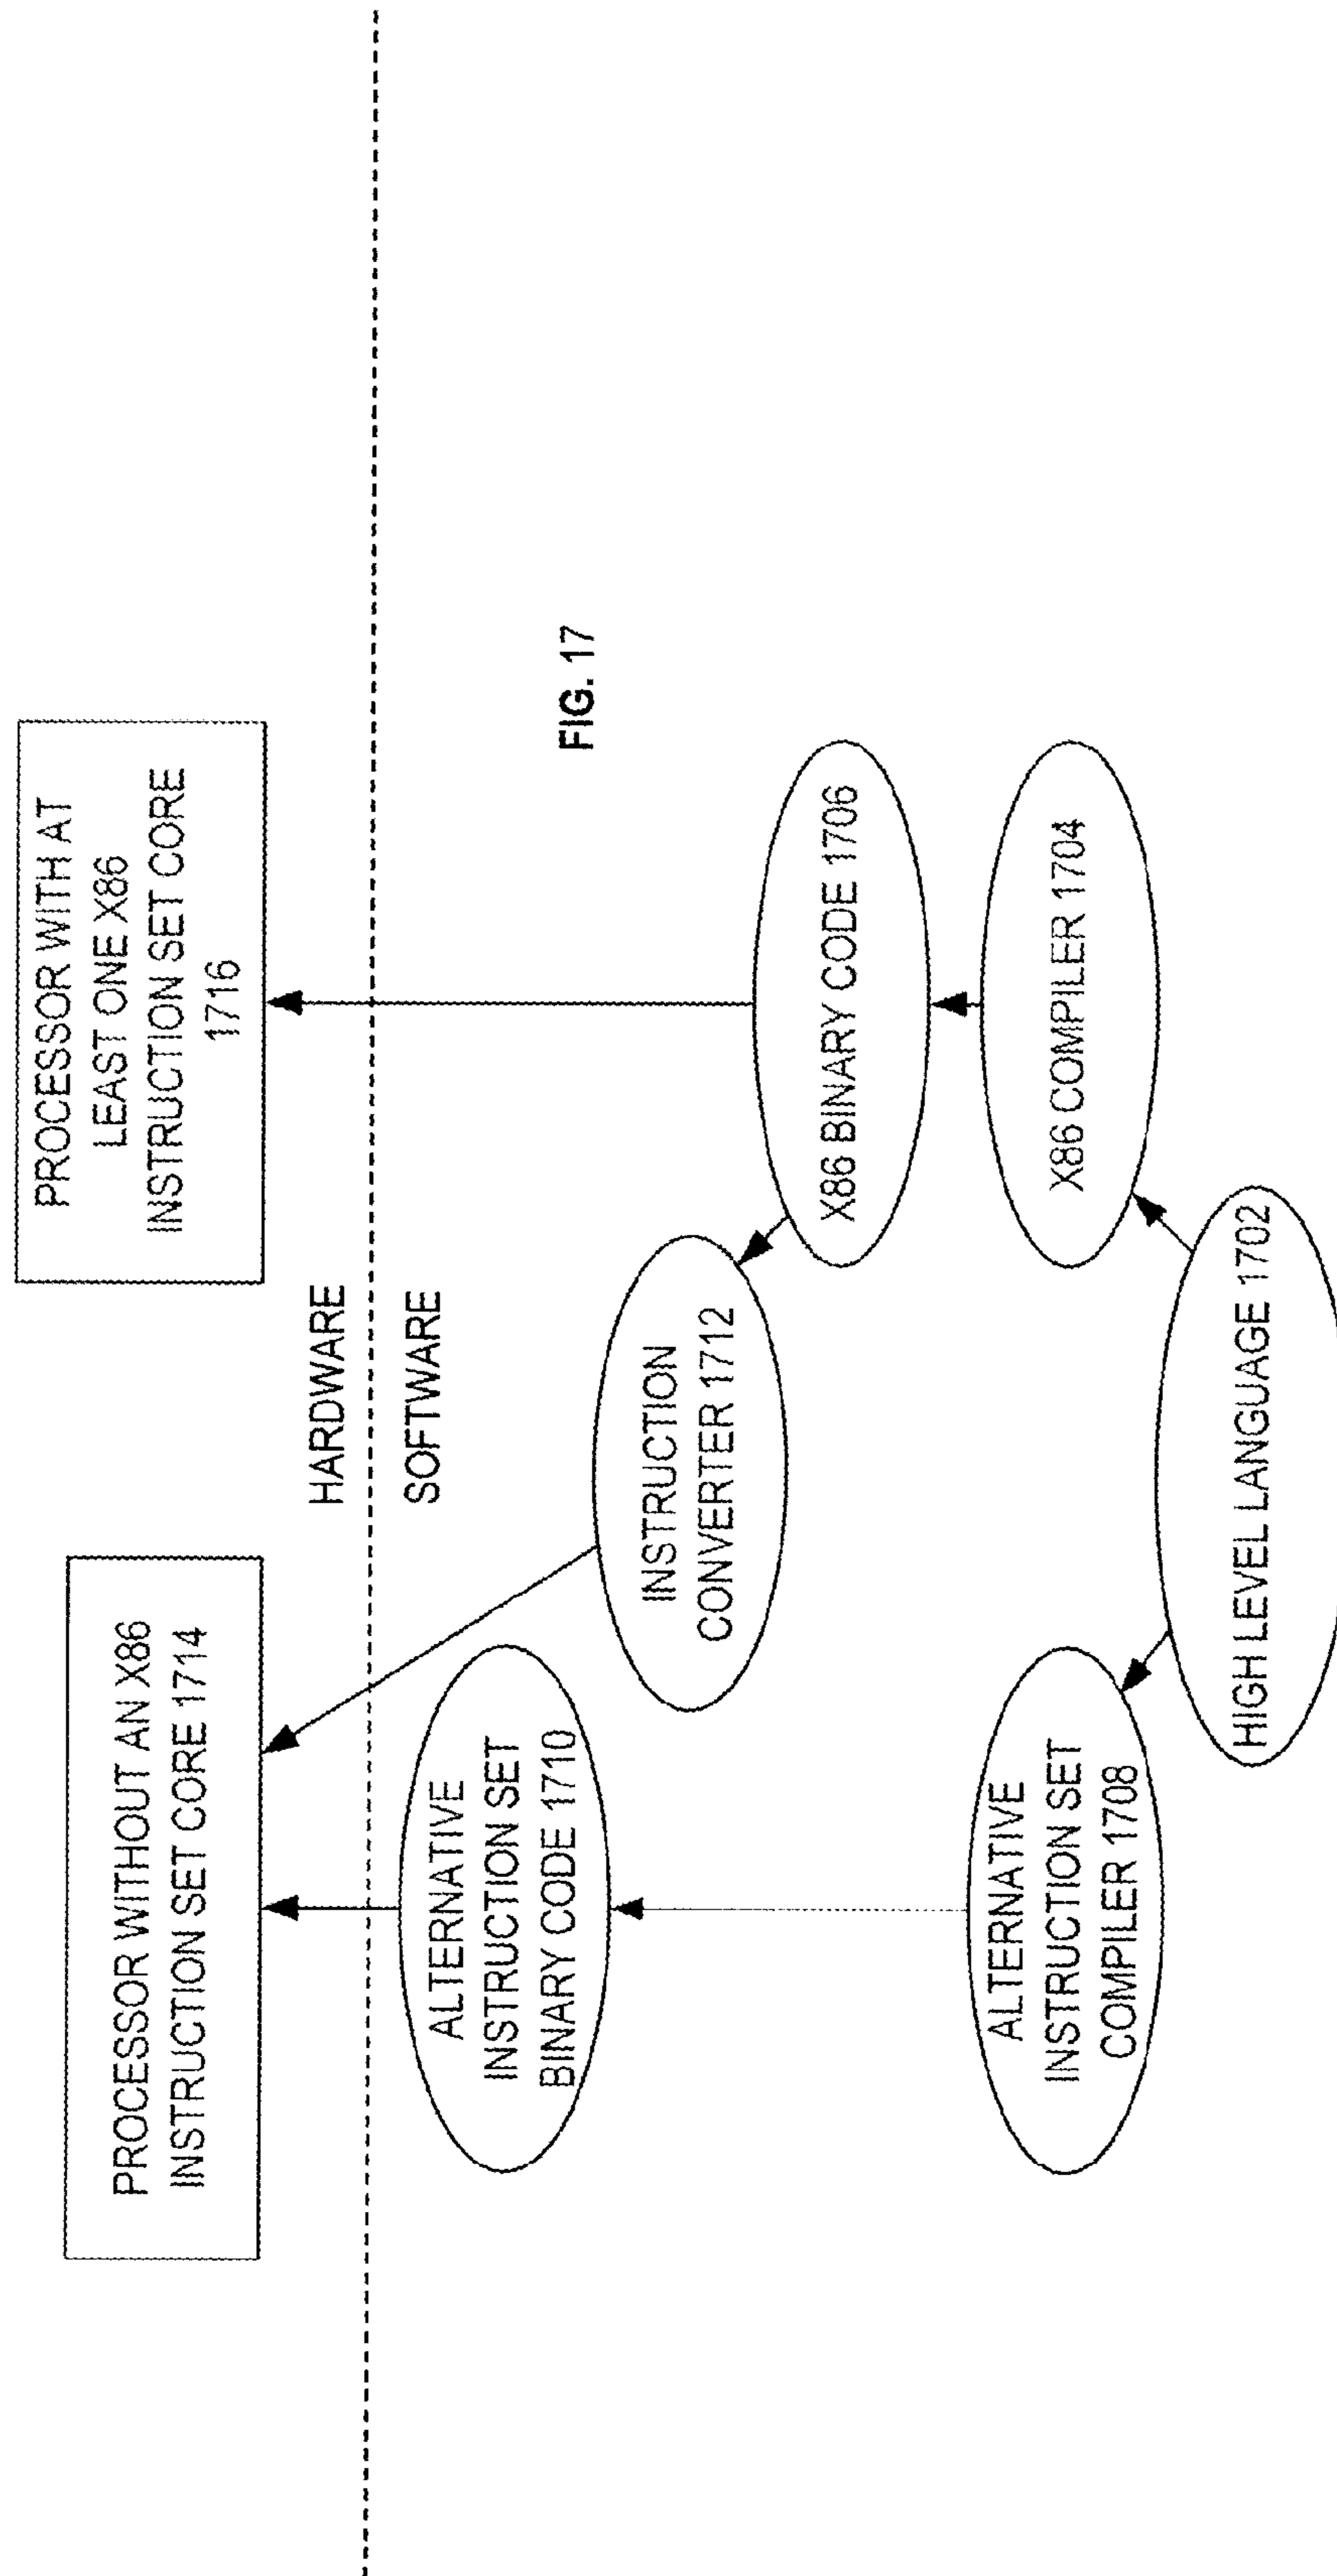 PROCESSOR WITHOUT AN X86
INSTRUCTION SET CORE 1714
PROCESSOR WITH AT
LEAST ONE X86
INSTRUCTION SET CORE
1716
HARDWARE
SOFTWARE
ALTERNATIVE
INSTRUCTION SET
BINARY CODE 1710
INSTRUCTION
CONVERTER 1712
FIG. 17
X86 BINARY CODE 1706
ALTERNATIVE
INSTRUCTION SET
COMPILER 1708
X86 COMPILER 1704
HIGH LEVEL LANGUAGE 1702